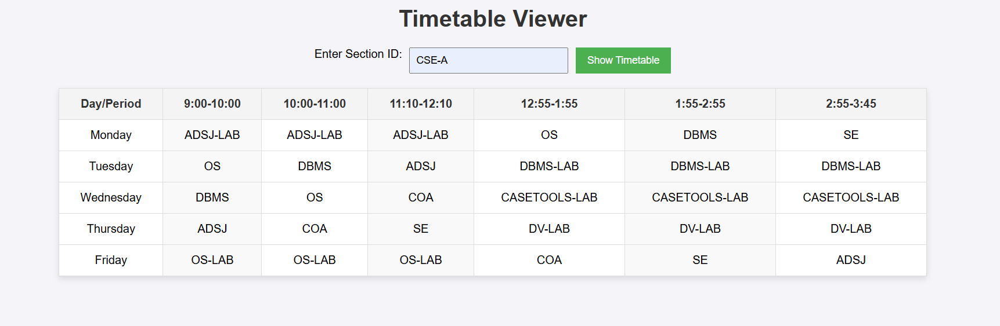 Timetable Viewer
Enter Section ID: CSE-A Show Timetable
Day/Period 9:00-10:00 10:00-11:00 11:10-12:10 12:55-1:55 1:55-2:55 2:55-3:45
Monday ADSJ-LAB ADSJ-LAB ADSJ-LAB OS DBMS SE
Tuesday OS DBMS ADSJ DBMS-LAB DBMS-LAB DBMS-LAB
Wednesday DBMS OS COA CASETOOLS-LAB CASETOOLS-LAB CASETOOLS-LAB
Thursday ADSJ COA SE DV-LAB DV-LAB DV-LAB
Friday OS-LAB OS-LAB OS-LAB COA SE ADSJ